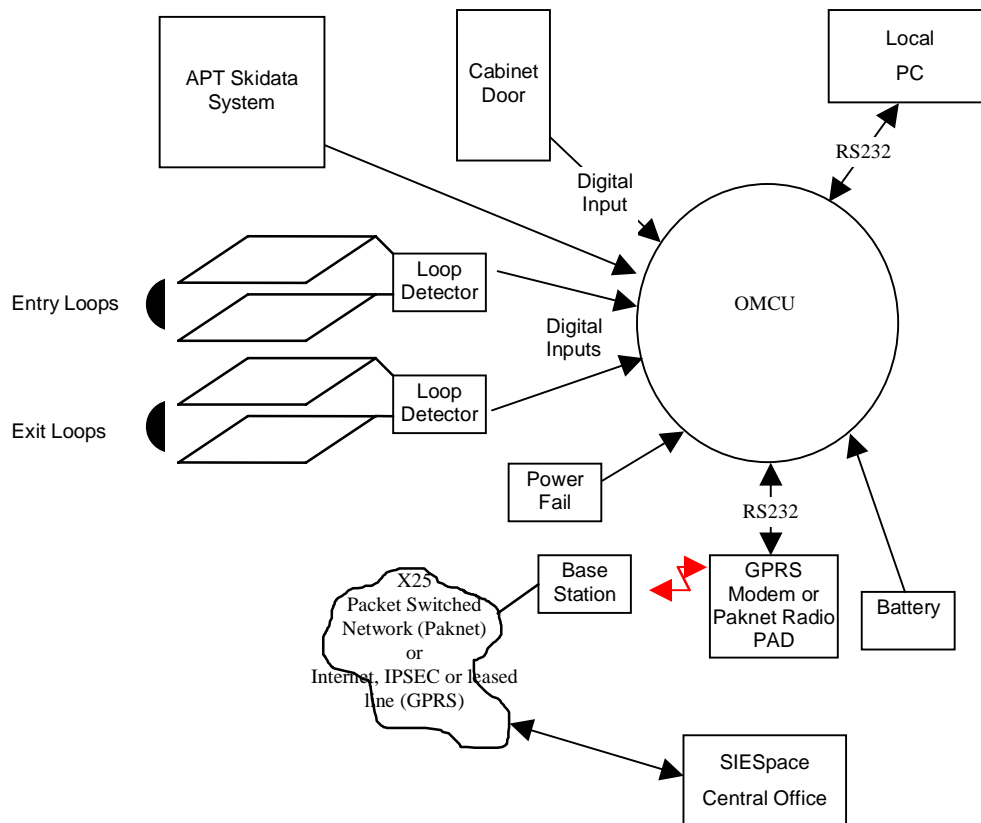 APT Skidata
System
Cabinet
Door
Local
PC
RS232
Digital
Input
Loop
Detector
Entry Loops
OMCU
Digital
Inputs
Loop
Detector
Exit Loops
Power
Fail
RS232
X25
Packet Switched
Network (Paknet)
or
Internet, IPSEC or leased
line (GPRS)
Base
Station
GPRS
Modem or
Paknet Radio
PAD
Battery
SIESpace
Central Office